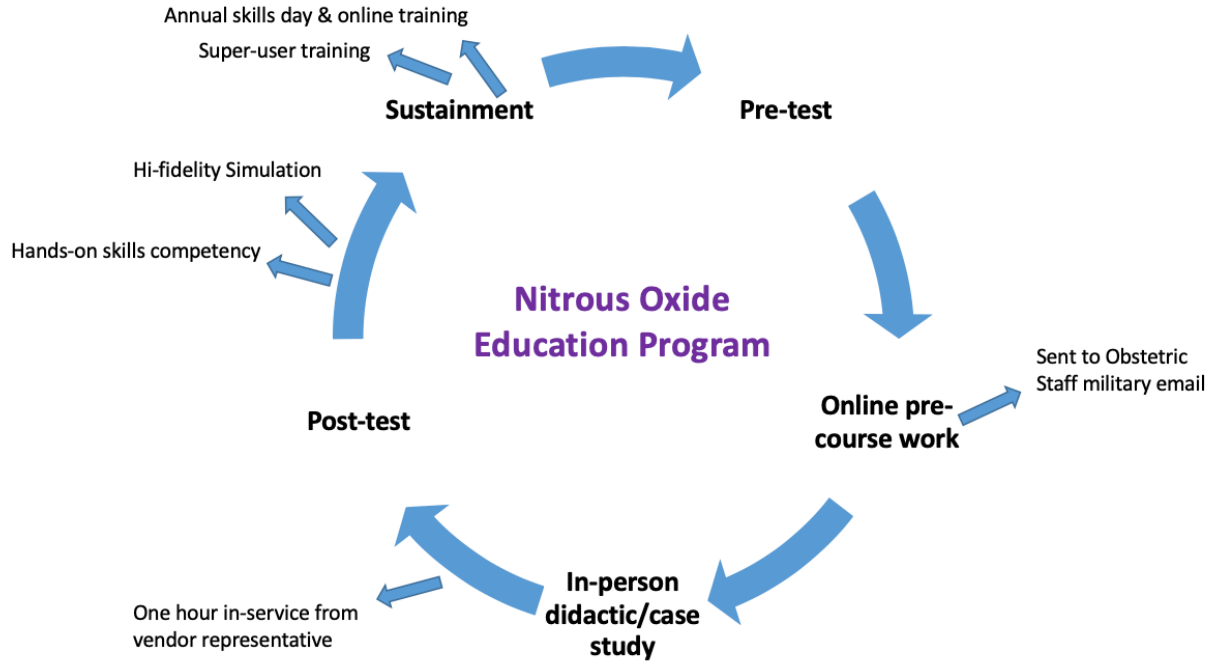 Annual skills day & online training
Super-user training
Sustainment
Pre-test
Hi-fidelity Simulation
Hands-on skills competency
Nitrous Oxide
Education Program
Sent to Obstetric
Staff military email
Online pre-
course work
Post-test
In-person
didactic/case
study
One hour in-service from
vendor representative